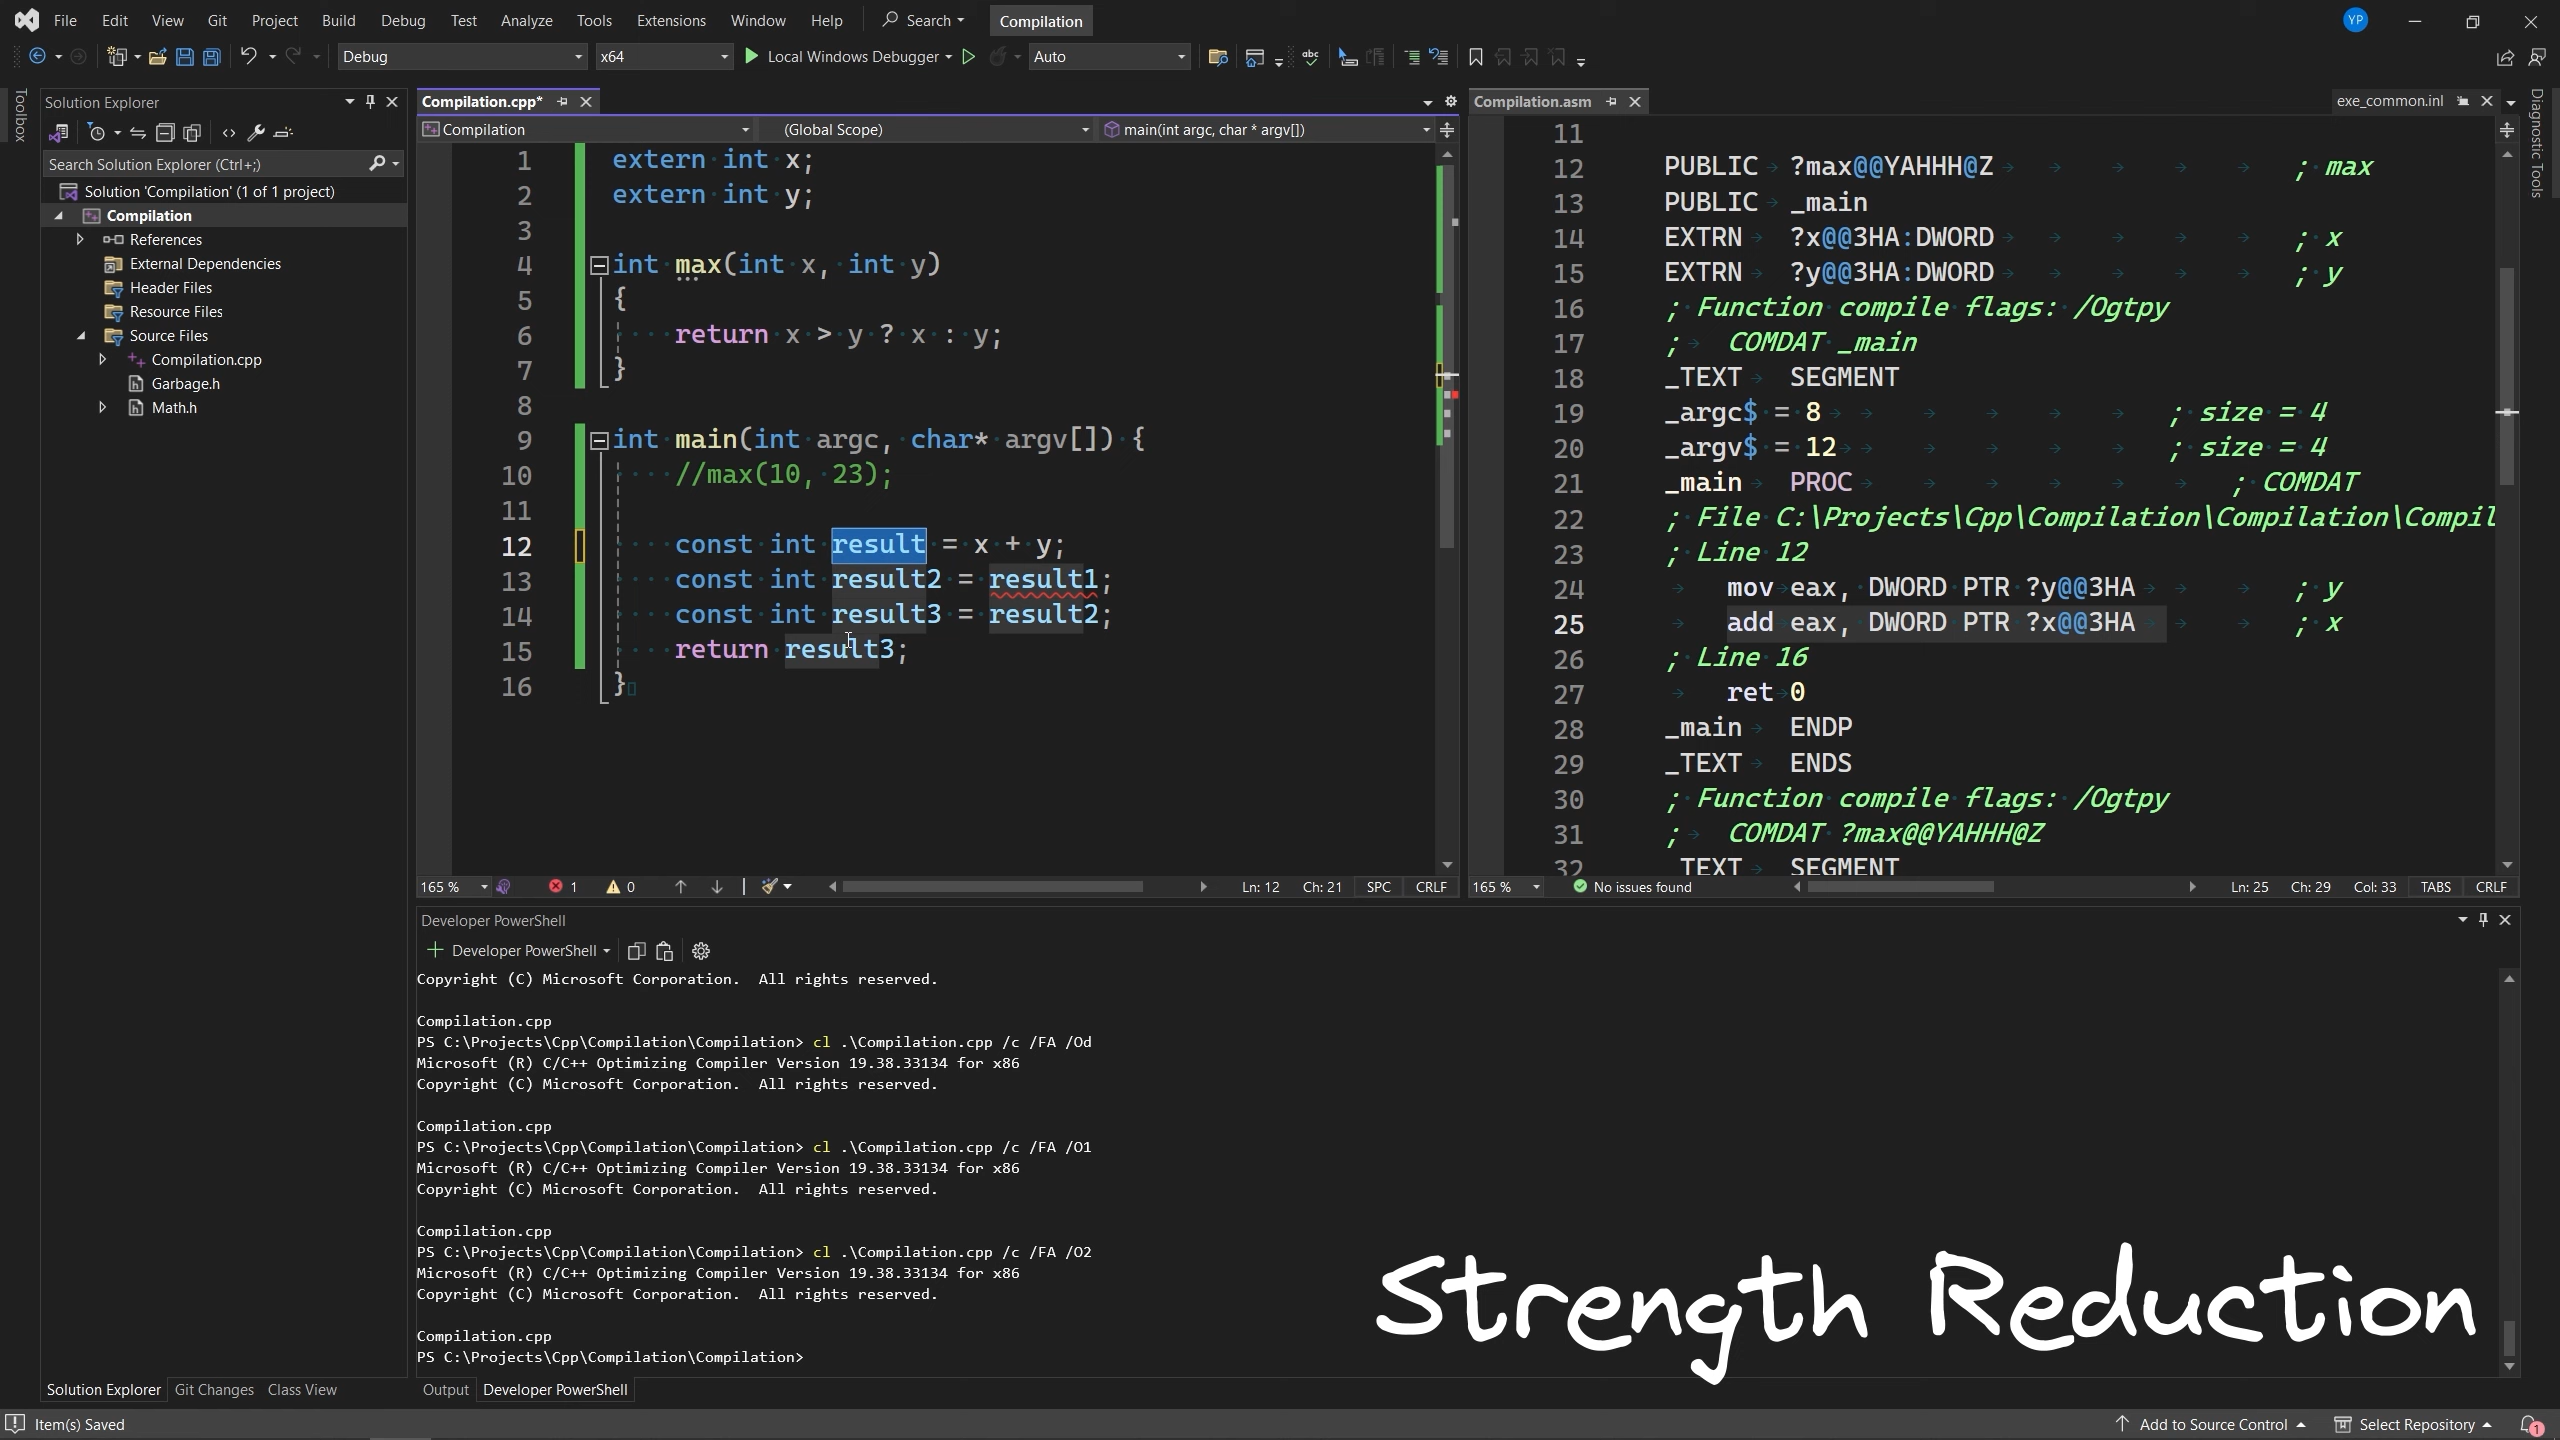 File Edit View Git Project Build Debug Test Analyze Tools Extensions Window Help Search Compilation YP
Debug x64 Local Windows Debugger Auto
Toolbox
Solution Explorer
Search Solution Explorer (Ctrl+;)
Solution 'Compilation' (1 of 1 project)
Compilation
References
External Dependencies
Header Files
Resource Files
Source Files
Compilation.cpp
Garbage.h
Math.h
Compilation.cpp*
Compilation (Global Scope) main(int argc, char * argv[])
1 extern int x;
2 extern int y;
3
4 int max(int x, int y)
5 {
6 return x > y ? x : y;
7 }
8
9 int main(int argc, char* argv[]) {
10 //max(10, 23);
11
12 const int result = x + y;
13 const int result2 = result1;
14 const int result3 = result2;
15 return result3;
16 }
165 % 1 0 Ln: 12 Ch: 21 SPC CRLF
Compilation.asm exe_common.inl
11
12 PUBLIC ?max@@YAHHH@Z ; max
13 PUBLIC _main
14 EXTRN ?x@@3HA:DWORD ; x
15 EXTRN ?y@@3HA:DWORD ; y
16 ; Function compile flags: /Ogtpy
17 ; COMDAT _main
18 _TEXT SEGMENT
19 _argc$ = 8 ; size = 4
20 _argv$ = 12 ; size = 4
21 _main PROC ; COMDAT
22 ; File C:\Projects\Cpp\Compilation\Compilation\Compil
23 ; Line 12
24 mov eax, DWORD PTR ?y@@3HA ; y
25 add eax, DWORD PTR ?x@@3HA ; x
26 ; Line 16
27 ret 0
28 _main ENDP
29 _TEXT ENDS
30 ; Function compile flags: /Ogtpy
31 ; COMDAT ?max@@YAHHH@Z
32 _TEXT SEGMENT
165 % No issues found Ln: 25 Ch: 29 Col: 33 TABS CRLF
Diagnostic Tools
Developer PowerShell
Developer PowerShell
Copyright (C) Microsoft Corporation. All rights reserved.
Compilation.cpp
PS C:\Projects\Cpp\Compilation\Compilation> cl .\Compilation.cpp /c /FA /Od
Microsoft (R) C/C++ Optimizing Compiler Version 19.38.33134 for x86
Copyright (C) Microsoft Corporation. All rights reserved.
Compilation.cpp
PS C:\Projects\Cpp\Compilation\Compilation> cl .\Compilation.cpp /c /FA /O1
Microsoft (R) C/C++ Optimizing Compiler Version 19.38.33134 for x86
Copyright (C) Microsoft Corporation. All rights reserved.
Compilation.cpp
PS C:\Projects\Cpp\Compilation\Compilation> cl .\Compilation.cpp /c /FA /O2
Microsoft (R) C/C++ Optimizing Compiler Version 19.38.33134 for x86
Copyright (C) Microsoft Corporation. All rights reserved.
Compilation.cpp
PS C:\Projects\Cpp\Compilation\Compilation>
Strength Reduction
Solution Explorer Git Changes Class View Output Developer PowerShell
Item(s) Saved Add to Source Control Select Repository 1